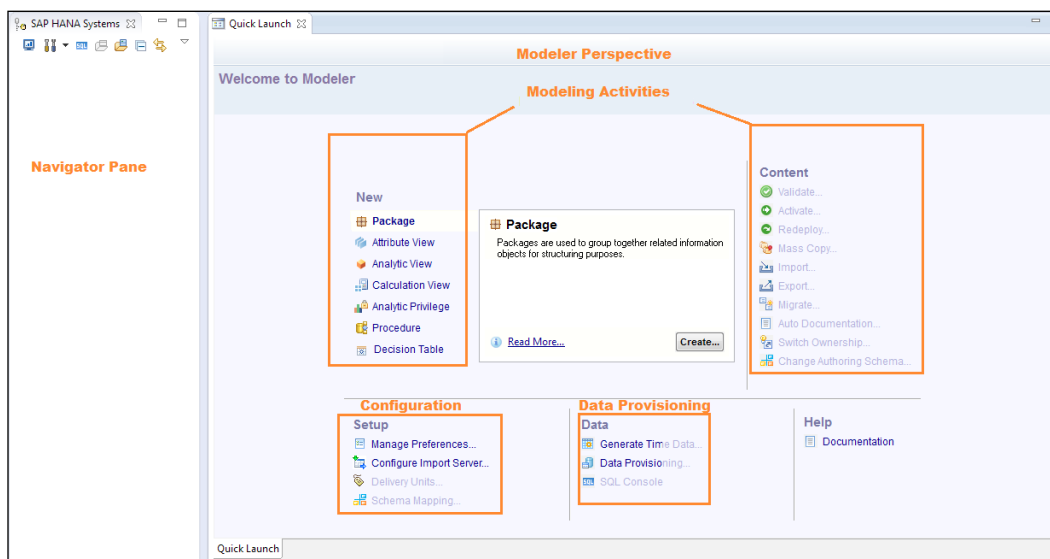 SAP HANA Systems
Quick Launch
Modeler Perspective
Welcome to Modeler
Modeling Activities
Navigator Pane
New
Package
Attribute View
Analytic View
Calculation View
Analytic Privilege
Procedure
Decision Table
Package
Packages are used to group together related information
objects for structuring purposes.
Read More...
Create...
Content
Validate...
Activate...
Redeploy...
Mass Copy...
Import...
Export...
Migrate...
Auto Documentation...
Switch Ownership...
Change Authoring Schema...
Configuration
Setup
Manage Preferences...
Configure Import Server...
Delivery Units...
Schema Mapping...
Data Provisioning
Data
Generate Time Data...
Data Provisioning...
SQL SQL Console
Help
Documentation
Quick Launch